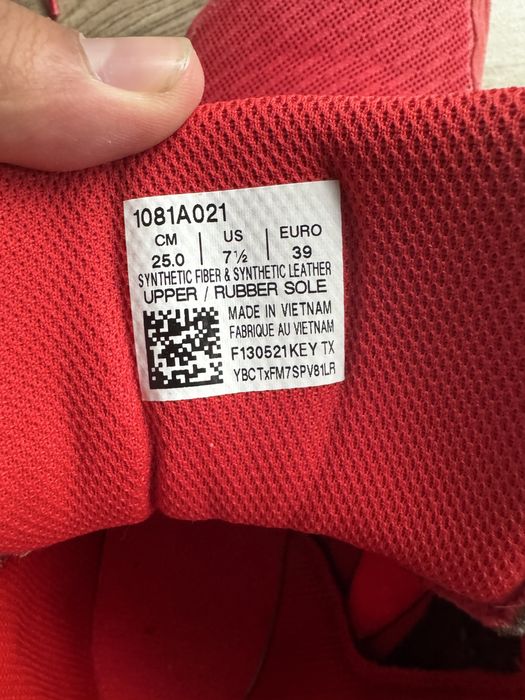 1081A021
CM | US | EURO
25.0 | 7½ | 39
SYNTHETIC FIBER & SYNTHETIC LEATHER
UPPER / RUBBER SOLE
MADE IN VIETNAM
FABRIQUE AU VIETNAM
F130521KEY TX
YBCTxFM7SPV81LR